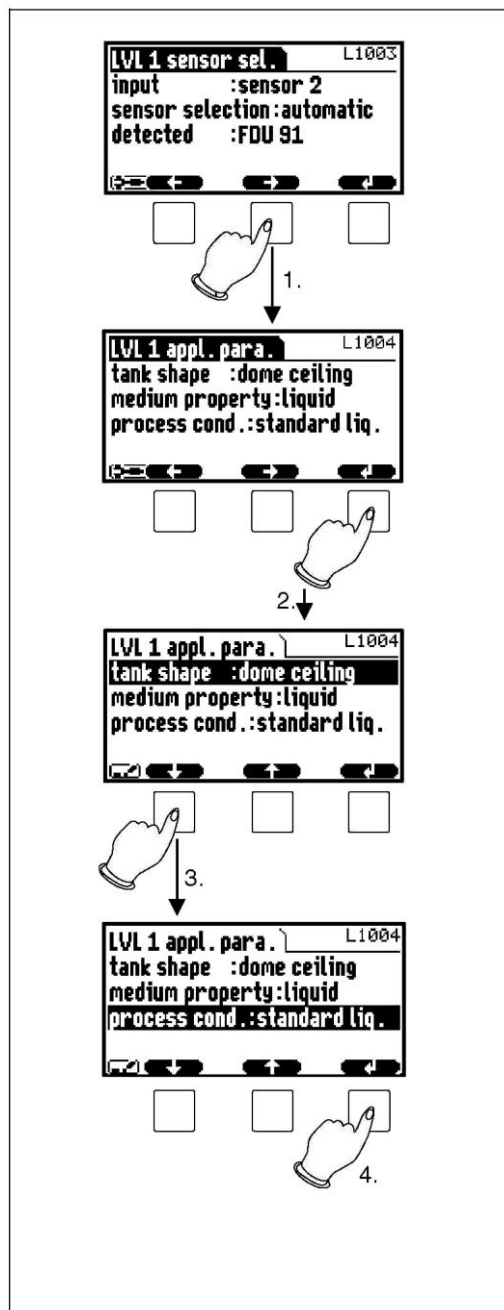 LVL 1 sensor sel. L1003
input :sensor 2
sensor selection:automatic
detected :FDU 91
1.
LVL 1 appl. para. L1004
tank shape :dome ceiling
medium property:liquid
process cond.:standard liq.
2.
LVL 1 appl. para. L1004
tank shape :dome ceiling
medium property:liquid
process cond.:standard liq.
3.
LVL 1 appl. para. L1004
tank shape :dome ceiling
medium property:liquid
process cond.:standard liq.
4.